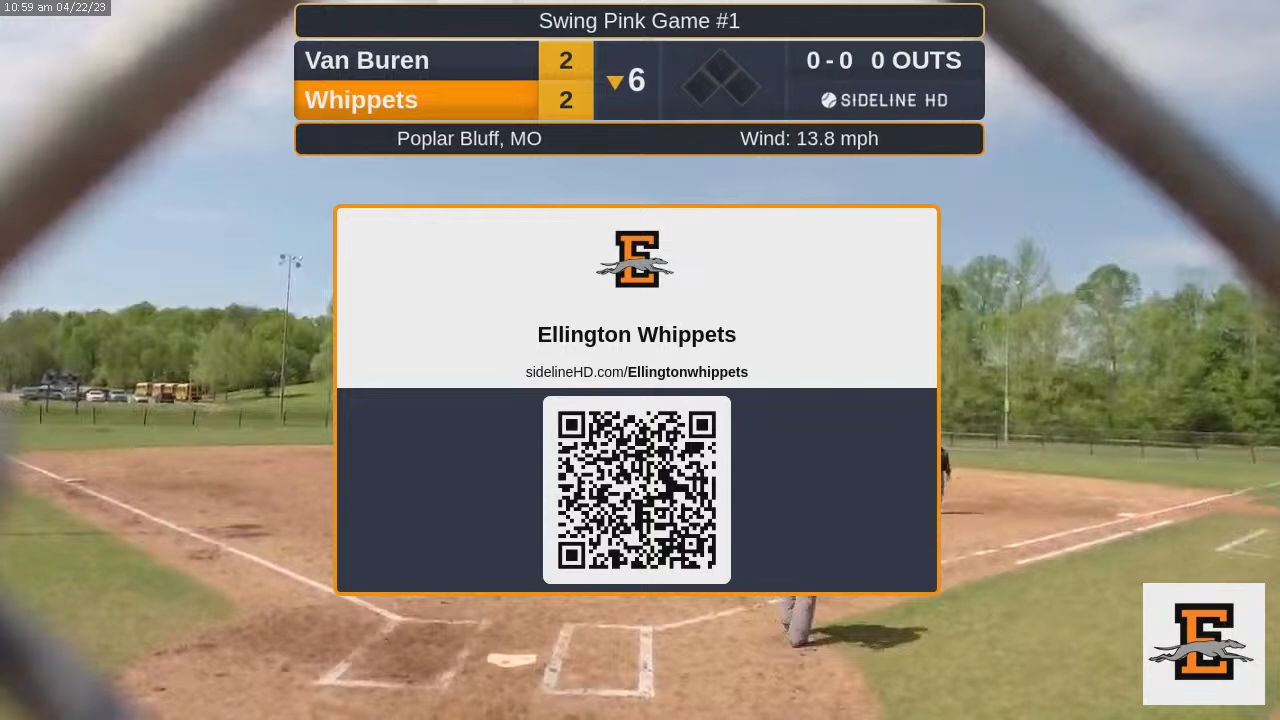 10:59 am 04/22/23
Swing Pink Game #1
Van Buren 2
Whippets 2
▼6
0 - 0 0 OUTS
SIDELINE HD
Poplar Bluff, MO Wind: 13.8 mph
E
Ellington Whippets
sidelineHD.com/Ellingtonwhippets
E